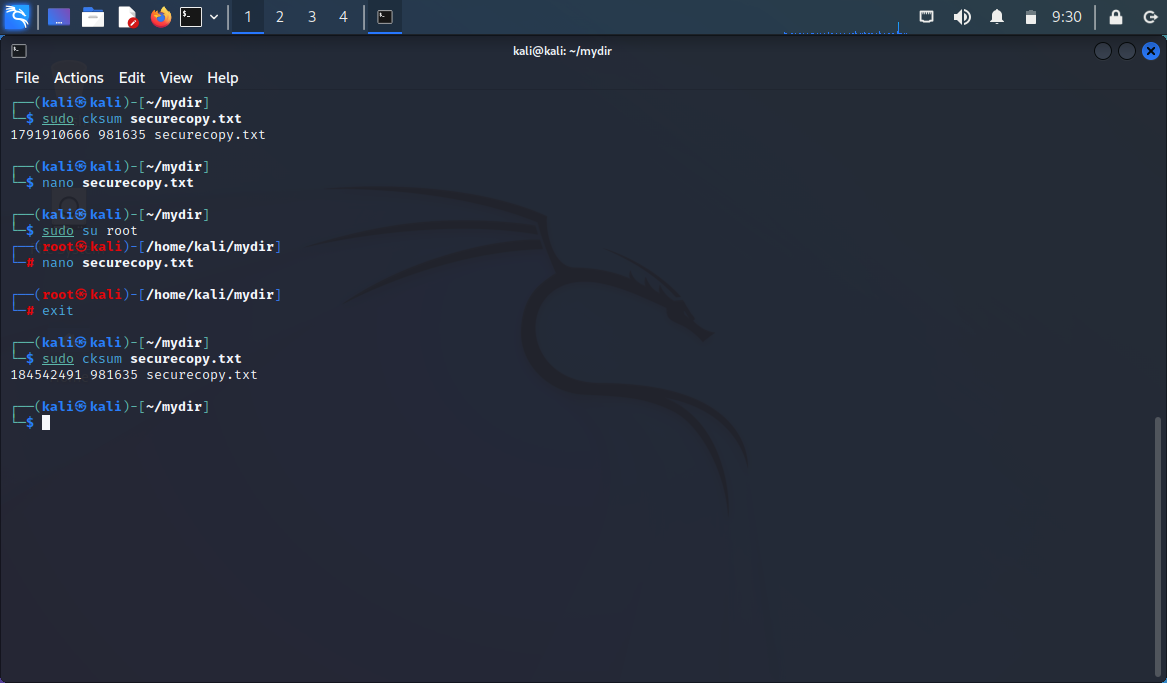 1 2 3 4 9:30
kali@kali: ~/mydir
File Actions Edit View Help
┌──(kali㉿kali)-[~/mydir]
└─$ sudo cksum securecopy.txt
1791910666 981635 securecopy.txt
┌──(kali㉿kali)-[~/mydir]
└─$ nano securecopy.txt
┌──(kali㉿kali)-[~/mydir]
└─$ sudo su root
┌──(root㉿kali)-[/home/kali/mydir]
└─# nano securecopy.txt
┌──(root㉿kali)-[/home/kali/mydir]
└─# exit
┌──(kali㉿kali)-[~/mydir]
└─$ sudo cksum securecopy.txt
184542491 981635 securecopy.txt
┌──(kali㉿kali)-[~/mydir]
└─$